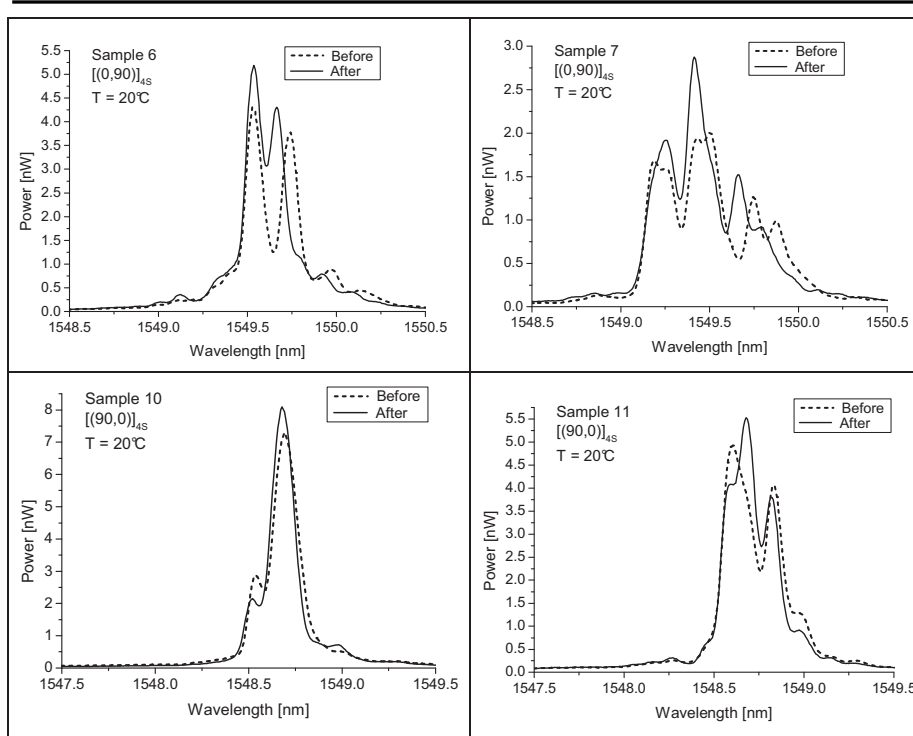 Sample 6
[(0,90)]4S
T = 20°C
Before
After
Power [nW]
5.5
5.0
4.5
4.0
3.5
3.0
2.5
2.0
1.5
1.0
0.5
0.0
1548.5 1549.0 1549.5 1550.0 1550.5
Wavelength [nm]
Sample 7
[(0,90)]4S
T = 20°C
Before
After
Power [nW]
3.0
2.5
2.0
1.5
1.0
0.5
0.0
1548.5 1549.0 1549.5 1550.0 1550.5
Wavelength [nm]
Sample 10
[(90,0)]4S
T = 20°C
Before
After
Power [nW]
8
7
6
5
4
3
2
1
0
1547.5 1548.0 1548.5 1549.0 1549.5
Wavelength [nm]
Sample 11
[(90,0)]4S
T = 20°C
Before
After
Power [nW]
5.5
5.0
4.5
4.0
3.5
3.0
2.5
2.0
1.5
1.0
0.5
0.0
1547.5 1548.0 1548.5 1549.0 1549.5
Wavelength [nm]